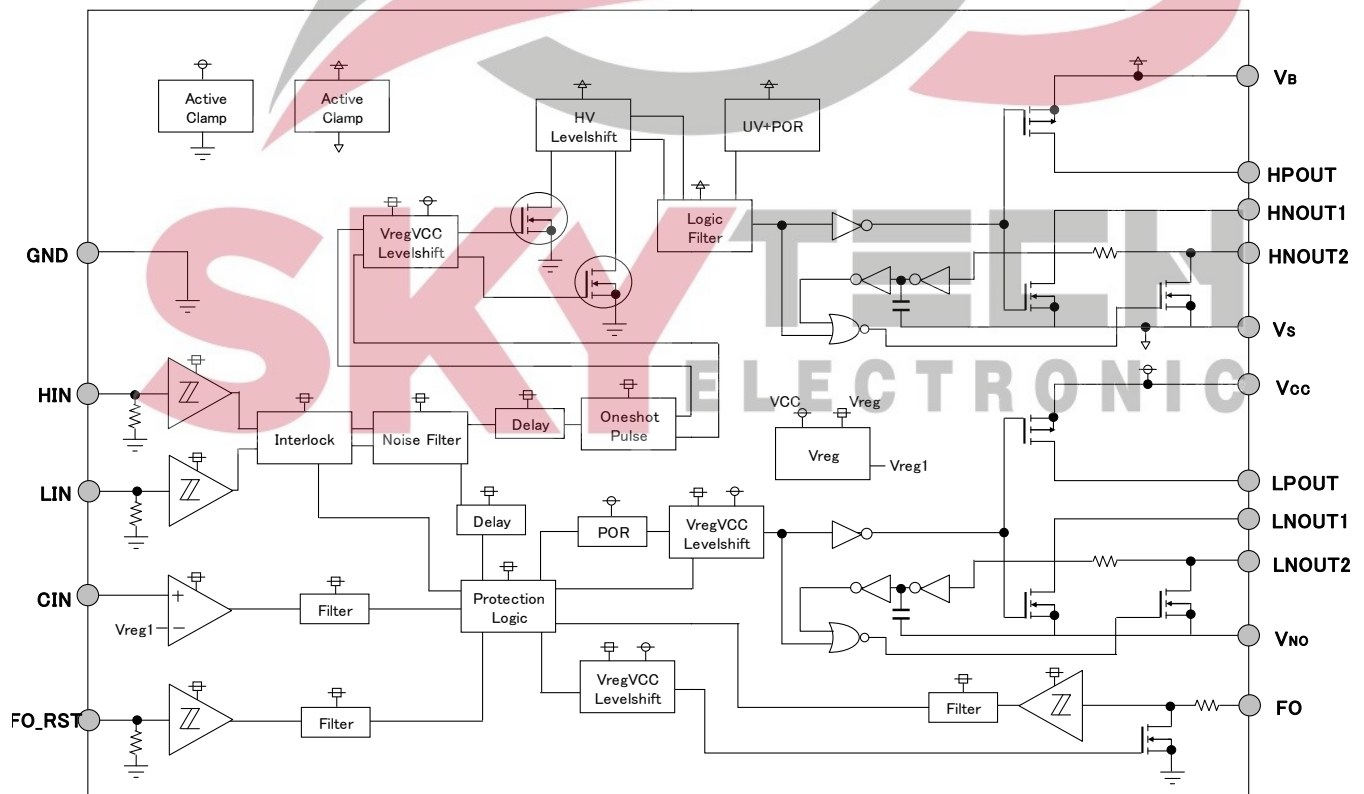 Active
Clamp
Active
Clamp
HV
Levelshift
UV+POR
VB
HPOUT
HNOUT1
HNOUT2
VS
VregVCC
Levelshift
Logic
Filter
GND
SKY TECH
ELECTRONIC
HIN
Interlock
Noise Filter
Delay
Oneshot
Pulse
VCC
Vreg
Vreg
Vreg1
VCC
LIN
LPOUT
LNOUT1
LNOUT2
Delay
POR
VregVCC
Levelshift
CIN
+
Vreg1
−
Filter
Protection
Logic
VNO
VregVCC
Levelshift
Filter
FO
FO_RST
Filter